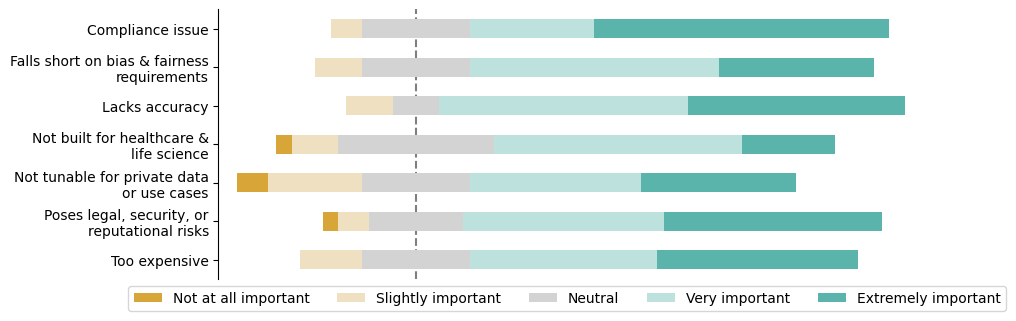 Compliance issue
Falls short on bias & fairness
requirements
Lacks accuracy
Not built for healthcare &
life science
Not tunable for private data
or use cases
Poses legal, security, or
reputational risks
Too expensive
Not at all important Slightly important Neutral Very important Extremely important